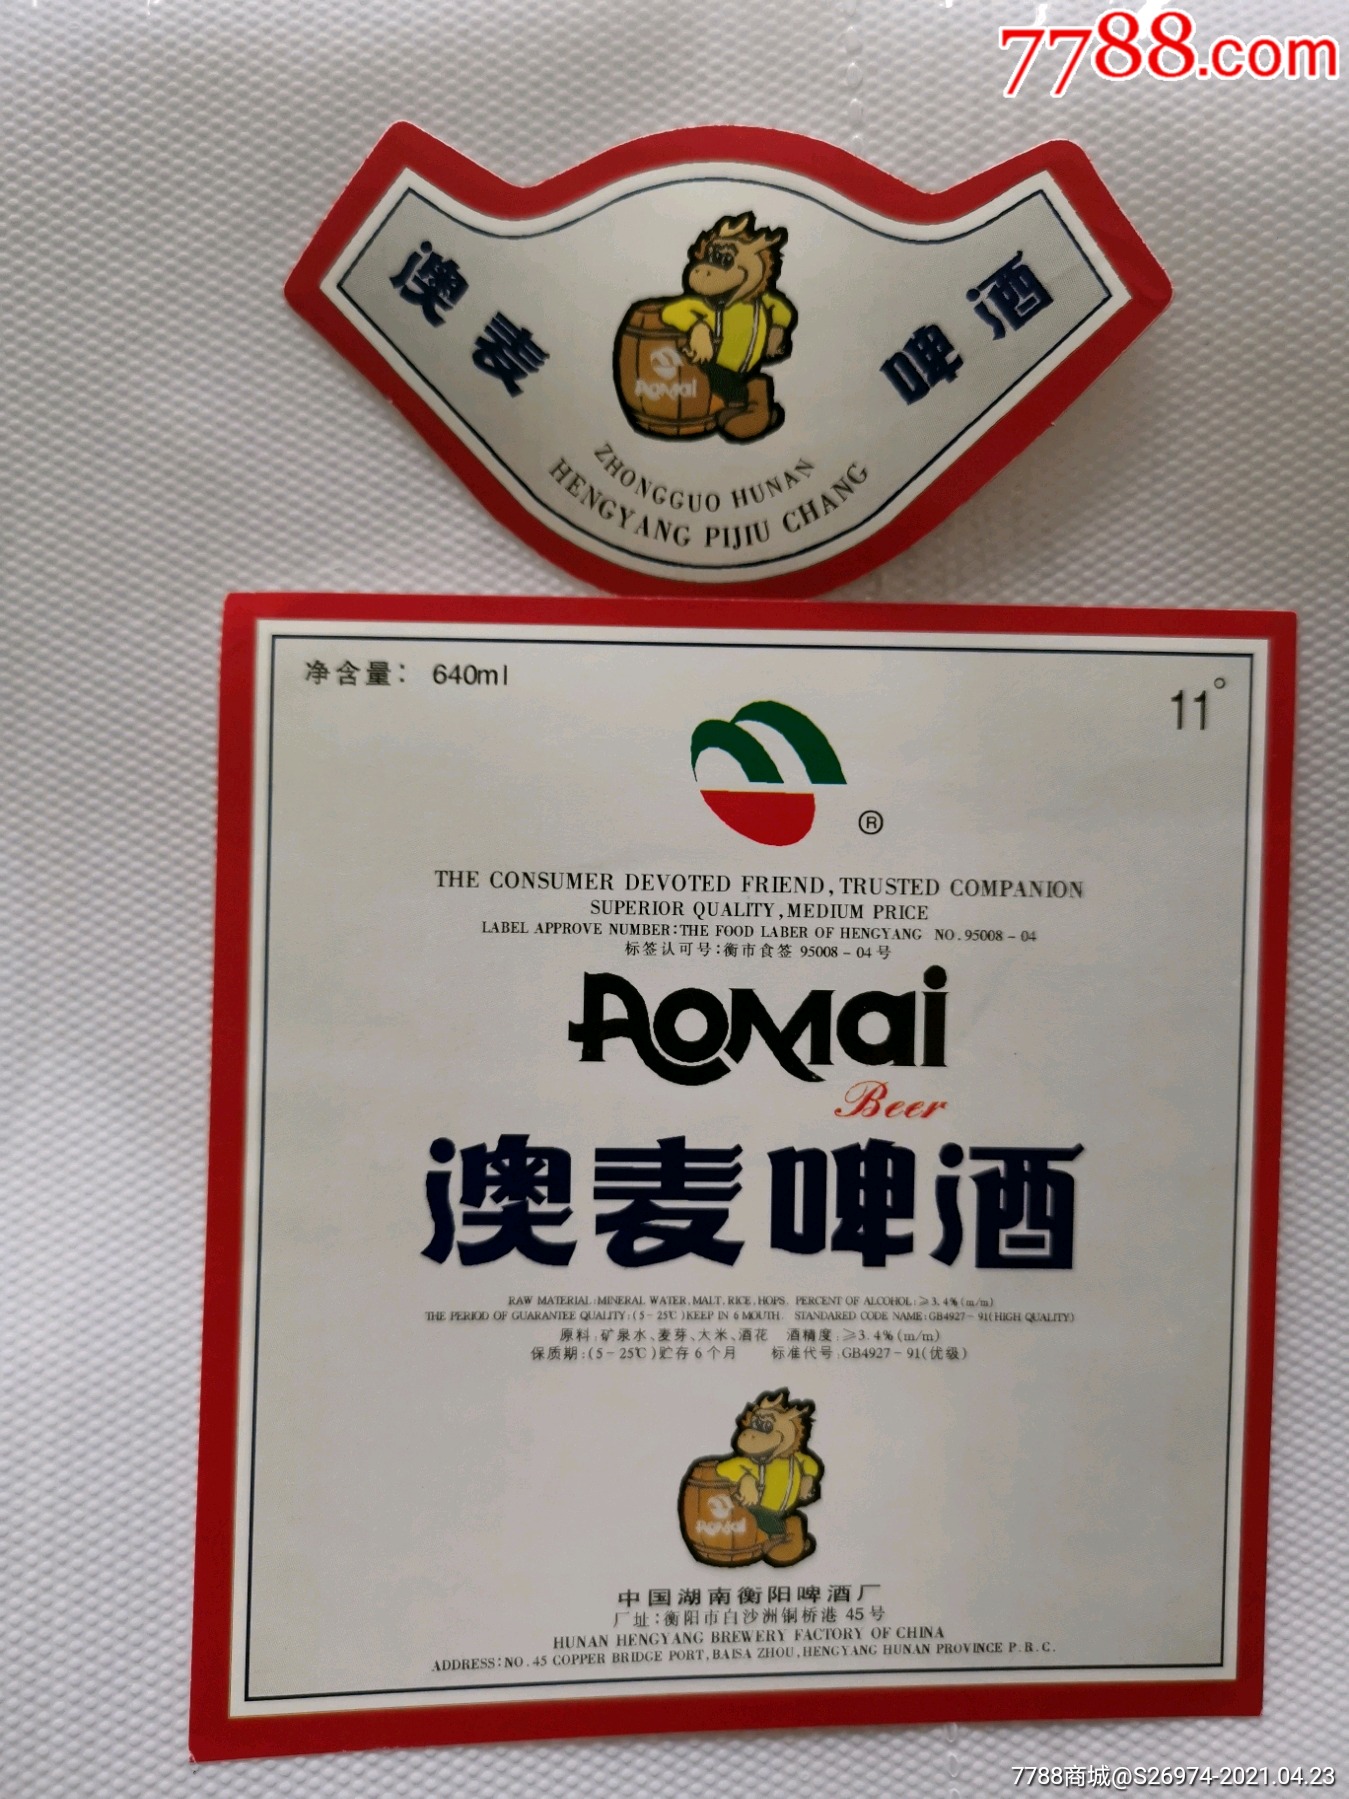 7788.com
澳麦啤酒
AoMai
ZHONGGUO HUNAN
HENGYANG PIJIU CHANG
净含量： 640ml
11°
®
THE CONSUMER DEVOTED FRIEND, TRUSTED COMPANION
SUPERIOR QUALITY, MEDIUM PRICE
LABEL APPROVE NUMBER:THE FOOD LABER OF HENGYANG NO.95008-04
标签认可号:衡市食签 95008-04号
AoMai
Beer
澳麦啤酒
RAW MATERIAL:MINERAL WATER, MALT, RICE, HOPS. PERCENT OF ALCOHOL:≥3.4%(m/m)
THE PERIOD OF GUARANTEE QUALITY:(5-25℃)KEEP IN 6 MOUTH. STANDARED CODE NAME:GB4927-91(HIGH QUALITY)
原料:矿泉水、麦芽、大米、酒花 酒精度:≥3.4%(m/m)
保质期:(5-25℃)贮存6个月 标准代号:GB4927-91(优级)
AoMai
中国湖南衡阳啤酒厂
厂址:衡阳市白沙洲铜桥港 45号
HUNAN HENGYANG BREWERY FACTORY OF CHINA
ADDRESS:NO.45 COPPER BRIDGE PORT, BAISA ZHOU, HENGYANG HUNAN PROVINCE P.R.C.
7788商城@S26974-2021.04.23